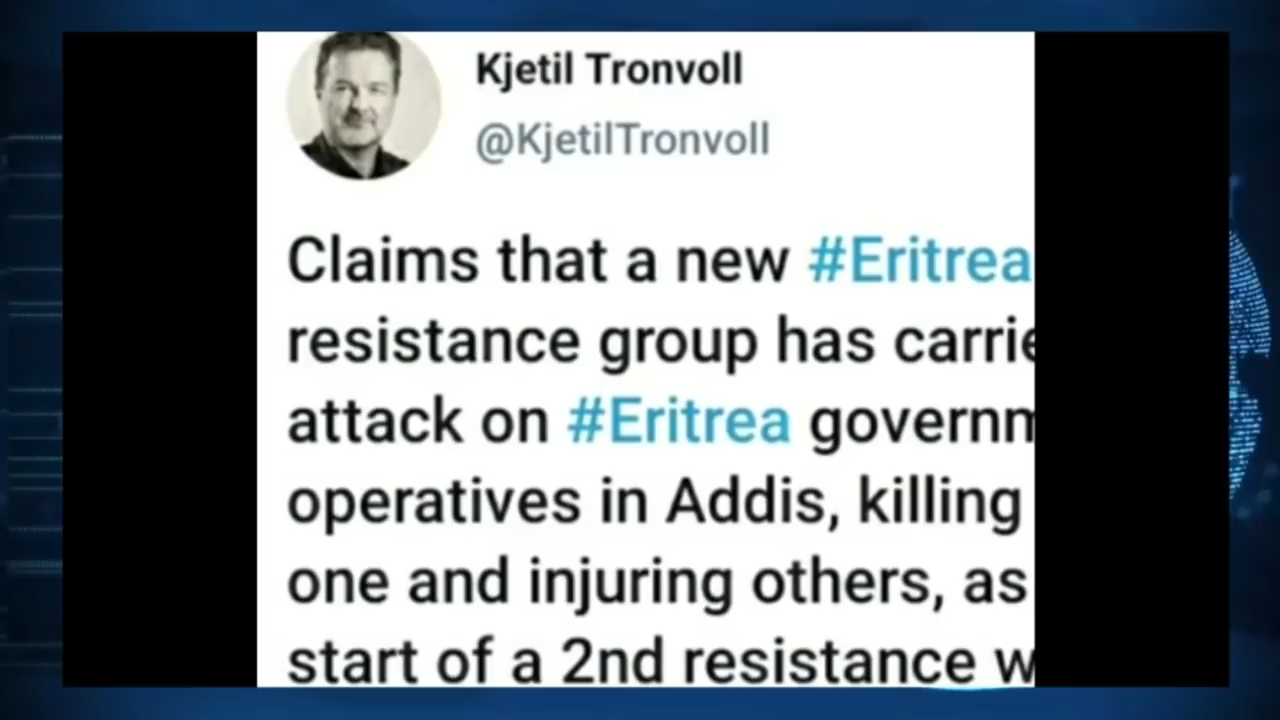 Kjetil Tronvoll
@KjetilTronvoll
Claims that a new #Eritrea
resistance group has carrie
attack on #Eritrea governm
operatives in Addis, killing
one and injuring others, as
start of a 2nd resistance w